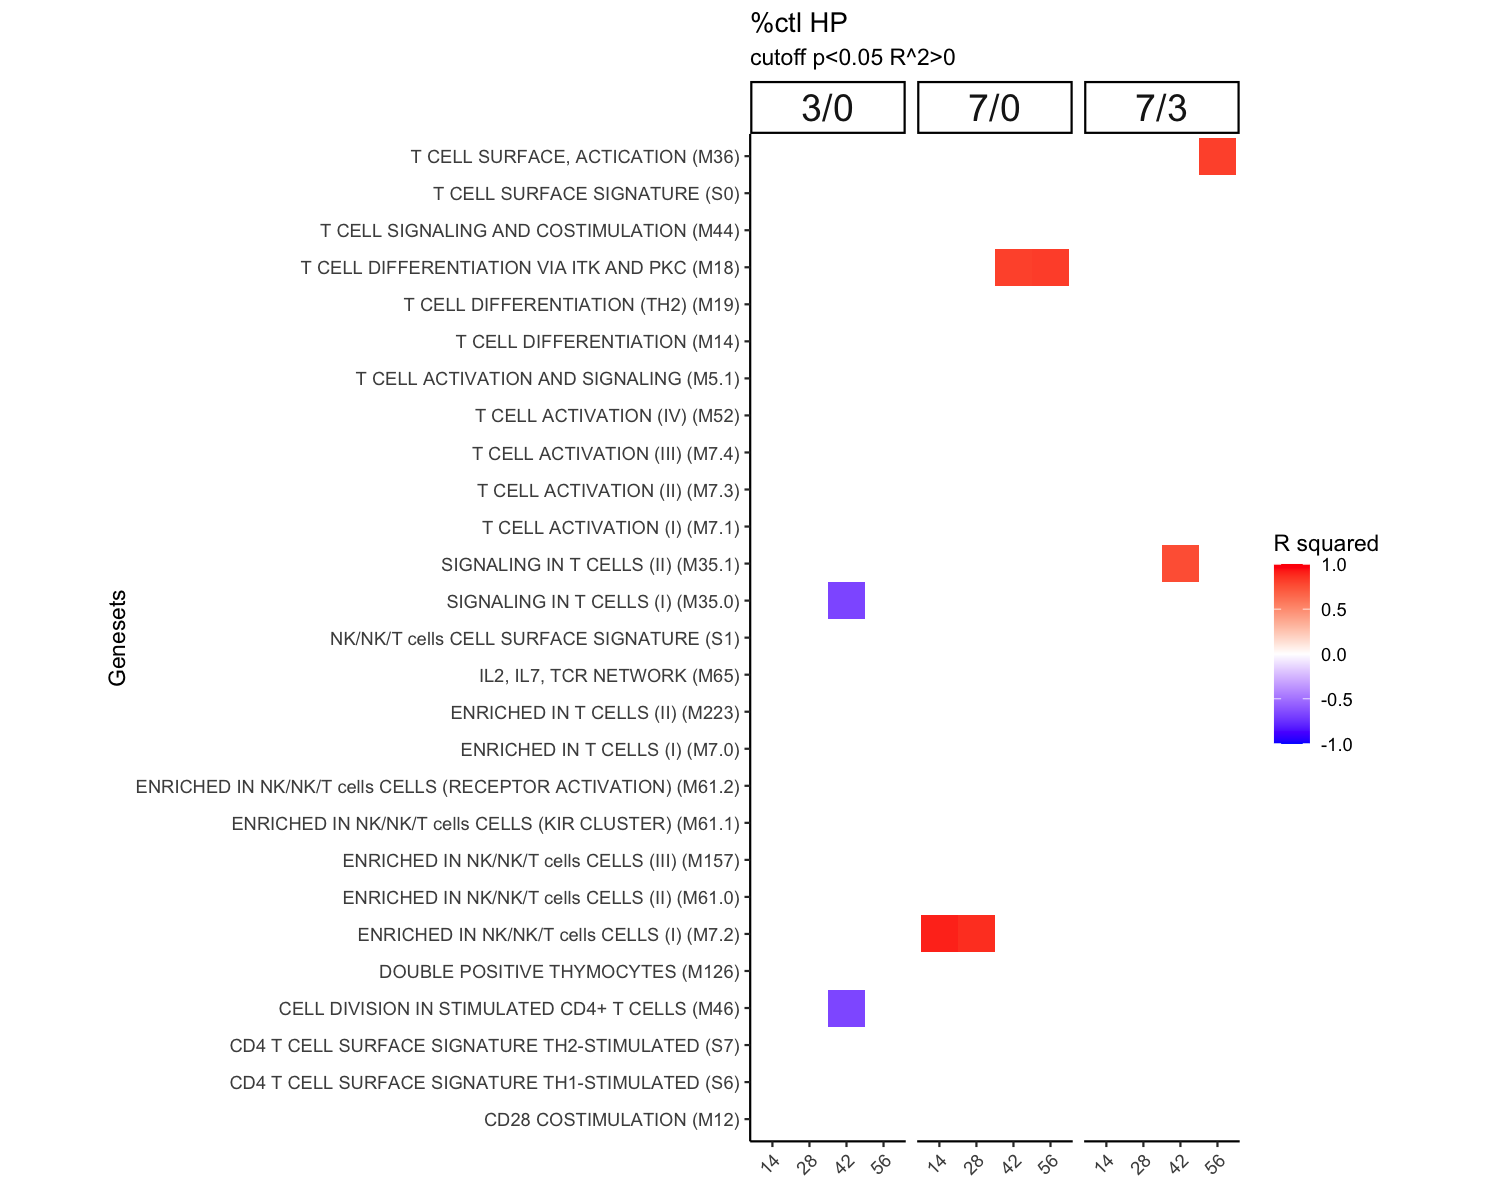 %ctl HP
cutoff p<0.05 R^2>0
3/0 7/0 7/3
T CELL SURFACE, ACTICATION (M36)
T CELL SURFACE SIGNATURE (S0)
T CELL SIGNALING AND COSTIMULATION (M44)
T CELL DIFFERENTIATION VIA ITK AND PKC (M18)
T CELL DIFFERENTIATION (TH2) (M19)
T CELL DIFFERENTIATION (M14)
T CELL ACTIVATION AND SIGNALING (M5.1)
T CELL ACTIVATION (IV) (M52)
T CELL ACTIVATION (III) (M7.4)
T CELL ACTIVATION (II) (M7.3)
T CELL ACTIVATION (I) (M7.1)
SIGNALING IN T CELLS (II) (M35.1)
SIGNALING IN T CELLS (I) (M35.0)
NK/NK/T cells CELL SURFACE SIGNATURE (S1)
IL2, IL7, TCR NETWORK (M65)
ENRICHED IN T CELLS (II) (M223)
ENRICHED IN T CELLS (I) (M7.0)
ENRICHED IN NK/NK/T cells CELLS (RECEPTOR ACTIVATION) (M61.2)
ENRICHED IN NK/NK/T cells CELLS (KIR CLUSTER) (M61.1)
ENRICHED IN NK/NK/T cells CELLS (III) (M157)
ENRICHED IN NK/NK/T cells CELLS (II) (M61.0)
ENRICHED IN NK/NK/T cells CELLS (I) (M7.2)
DOUBLE POSITIVE THYMOCYTES (M126)
CELL DIVISION IN STIMULATED CD4+ T CELLS (M46)
CD4 T CELL SURFACE SIGNATURE TH2-STIMULATED (S7)
CD4 T CELL SURFACE SIGNATURE TH1-STIMULATED (S6)
CD28 COSTIMULATION (M12)
Genesets
14 28 42 56 14 28 42 56 14 28 42 56
R squared
1.0
0.5
0.0
-0.5
-1.0